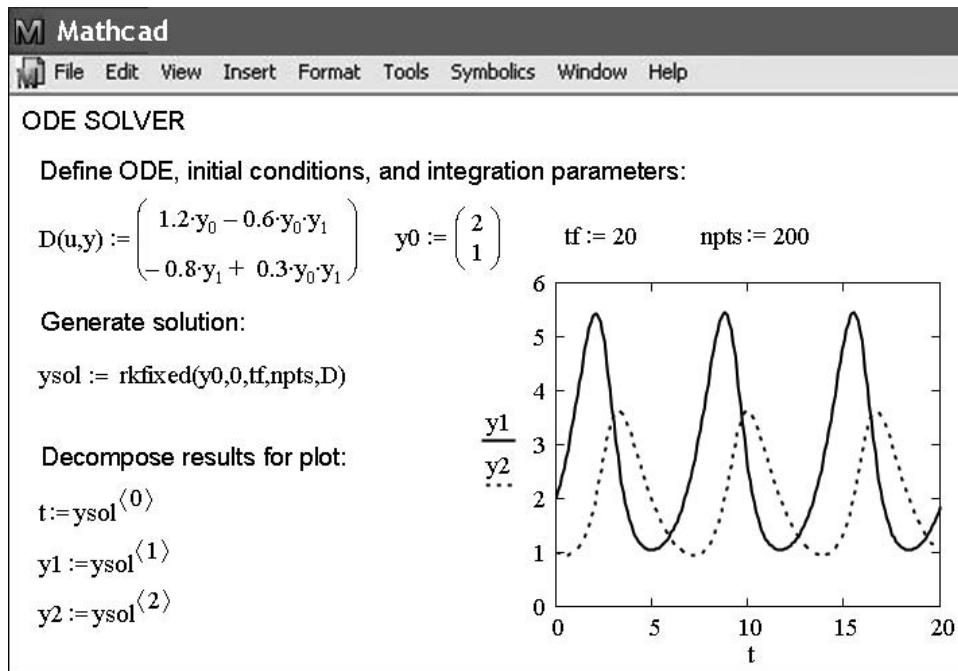 Mathcad
File Edit View Insert Format Tools Symbolics Window Help
ODE SOLVER
Define ODE, initial conditions, and integration parameters:
D(u,y) := ( 1.2·y₀ – 0.6·y₀·y₁
– 0.8·y₁ + 0.3·y₀·y₁ )
y0 := ( 2
1 )
tf := 20
npts := 200
Generate solution:
ysol := rkfixed(y0,0,tf,npts,D)
Decompose results for plot:
t:=ysol⟨0⟩
y1 :=ysol⟨1⟩
y2 :=ysol⟨2⟩
y1
y2
6
5
4
3
2
1
0
0 5 10 15 20
t